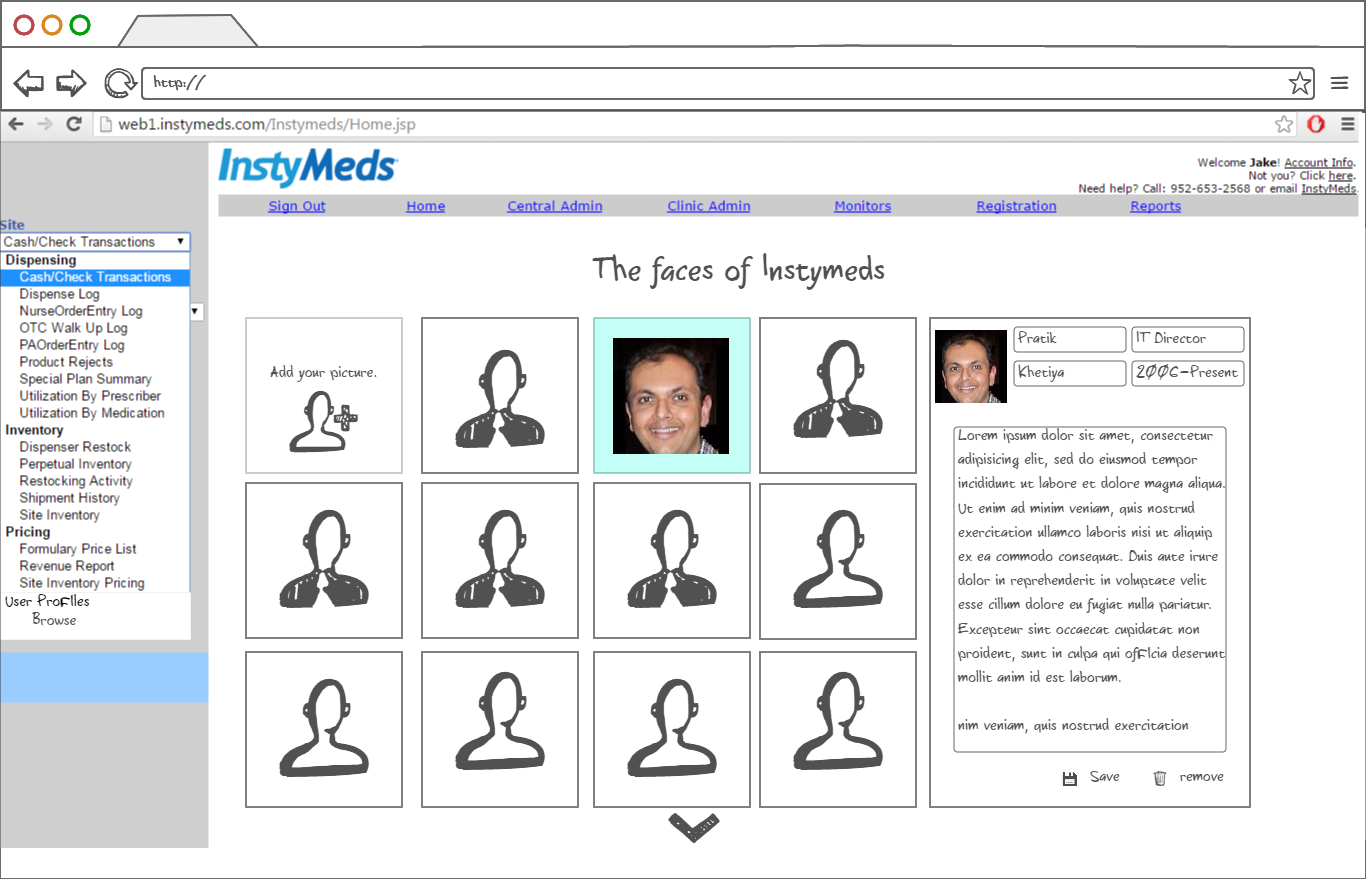 http://
web1.instymeds.com/Instymeds/Home.jsp
InstyMeds
Welcome Jake! Account Info.
Not you? Click here.
Need help? Call: 952-653-2568 or email InstyMeds.
Sign Out Home Central Admin Clinic Admin Monitors Registration Reports
Site
Cash/Check Transactions
Dispensing
Cash/Check Transactions
Dispense Log
NurseOrderEntry Log
OTC Walk Up Log
PAOrderEntry Log
Product Rejects
Special Plan Summary
Utilization By Prescriber
Utilization By Medication
Inventory
Dispenser Restock
Perpetual Inventory
Restocking Activity
Shipment History
Site Inventory
Pricing
Formulary Price List
Revenue Report
Site Inventory Pricing
User Profiles
Browse
The faces of Instymeds
Add your picture.
Pratik IT Director
Khetiya 2006-Present
Lorem ipsum dolor sit amet, consectetur
adipisicing elit, sed do eiusmod tempor
incididunt ut labore et dolore magna aliqua.
Ut enim ad minim veniam, quis nostrud
exercitation ullamco laboris nisi ut aliquip
ex ea commodo consequat. Duis aute irure
dolor in reprehenderit in voluptate velit
esse cillum dolore eu fugiat nulla pariatur.
Excepteur sint occaecat cupidatat non
proident, sunt in culpa qui officia deserunt
mollit anim id est laborum.
nim veniam, quis nostrud exercitation
Save remove